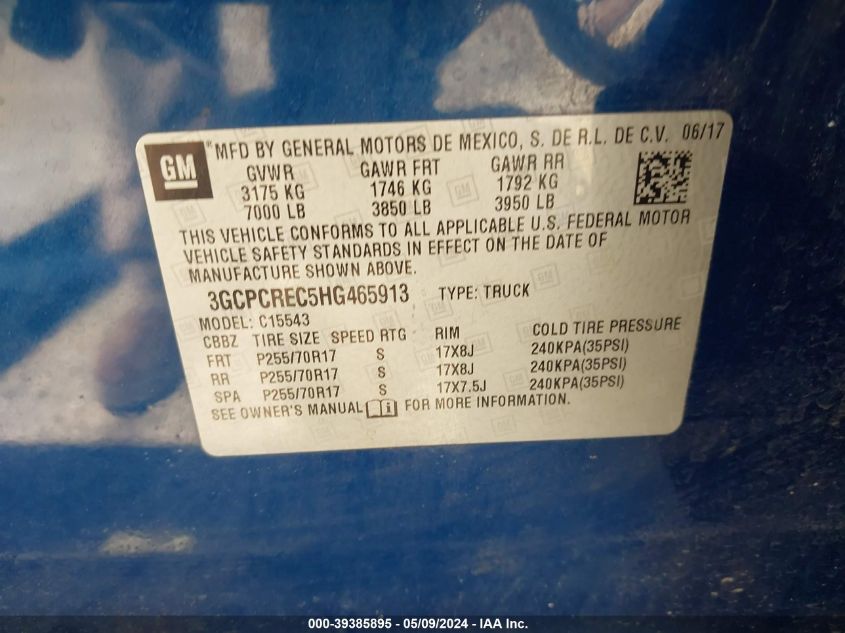 GM ® MFD BY GENERAL MOTORS DE MEXICO, S. DE R.L. DE C.V. 06/17
GVWR GAWR FRT GAWR RR
3175 KG 1746 KG 1792 KG
7000 LB 3850 LB 3950 LB
THIS VEHICLE CONFORMS TO ALL APPLICABLE U.S. FEDERAL MOTOR
VEHICLE SAFETY STANDARDS IN EFFECT ON THE DATE OF
MANUFACTURE SHOWN ABOVE.
3GCPCREC5HG465913 TYPE: TRUCK
MODEL: C15543
CBBZ TIRE SIZE SPEED RTG RIM COLD TIRE PRESSURE
FRT P255/70R17 S 17X8J 240KPA(35PSI)
RR P255/70R17 S 17X8J 240KPA(35PSI)
SPA P255/70R17 S 17X7.5J 240KPA(35PSI)
SEE OWNER'S MANUAL FOR MORE INFORMATION.
000-39385895 - 05/09/2024 - IAA Inc.